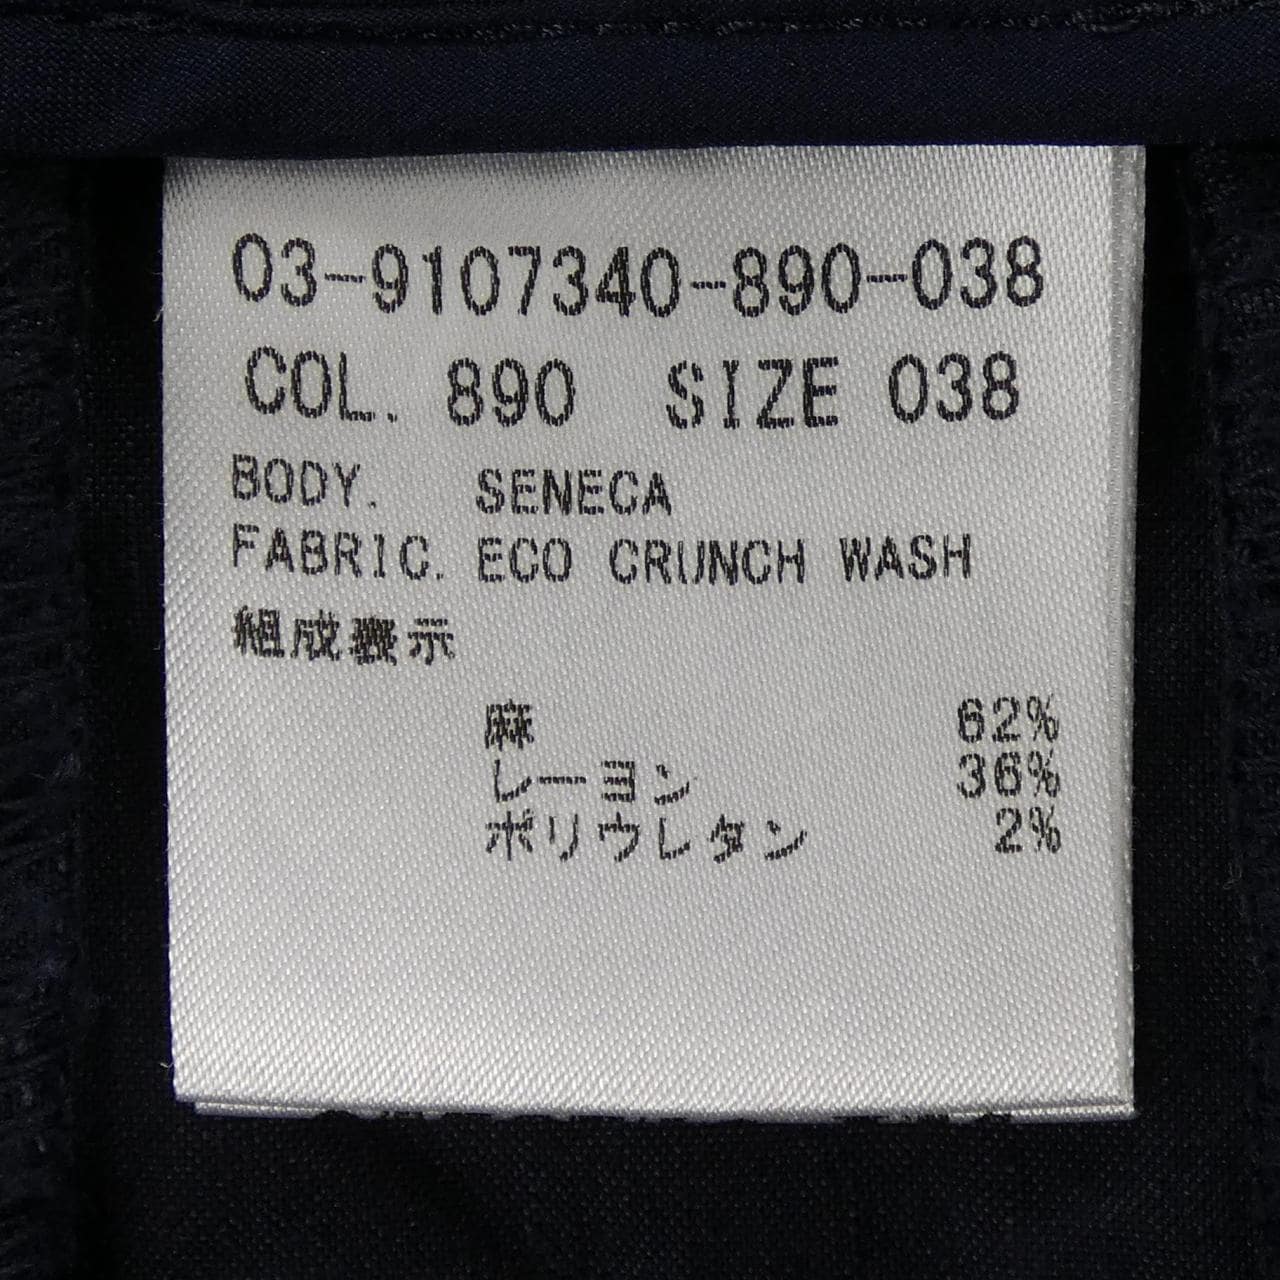 03-9107340-890-038
COL. 890 SIZE 038
BODY. SENECA
FABRIC. ECO CRUNCH WASH
組成表示
麻 62%
レーヨン 36%
ポリウレタン 2%